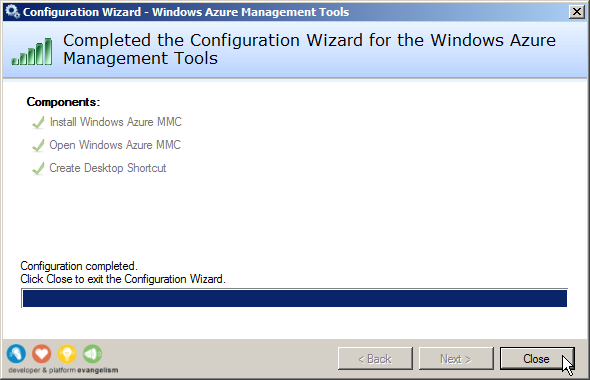 Configuration Wizard - Windows Azure Management Tools
Completed the Configuration Wizard for the Windows Azure
Management Tools
Components:
Install Windows Azure MMC
Open Windows Azure MMC
Create Desktop Shortcut
Configuration completed.
Click Close to exit the Configuration Wizard.
developer & platform evangelism
< Back
Next >
Close